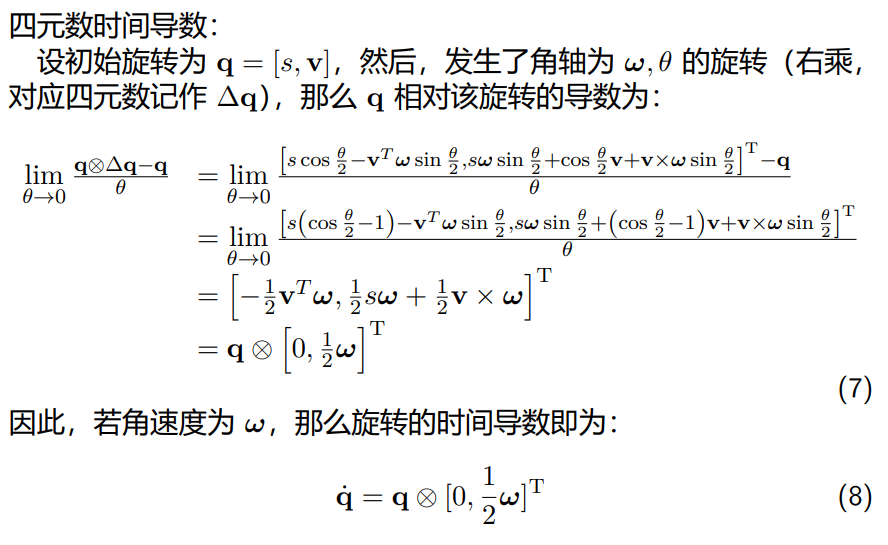 四元数时间导数：
设初始旋转为 $\mathbf{q} = [s, \mathbf{v}]$，然后，发生了角轴为 $\boldsymbol{\omega}, \theta$ 的旋转（右乘，
对应四元数记作 $\Delta\mathbf{q}$），那么 $\mathbf{q}$ 相对该旋转的导数为：
$\lim_{\theta \to 0} \frac{\mathbf{q} \otimes \Delta\mathbf{q} - \mathbf{q}}{\theta} = \lim_{\theta \to 0} \frac{\left[ s\cos\frac{\theta}{2} - \mathbf{v}^T \boldsymbol{\omega} \sin\frac{\theta}{2}, s\boldsymbol{\omega} \sin\frac{\theta}{2} + \cos\frac{\theta}{2} \mathbf{v} + \mathbf{v} \times \boldsymbol{\omega} \sin\frac{\theta}{2} \right]^{\mathrm{T}} - \mathbf{q}}{\theta}$
$= \lim_{\theta \to 0} \frac{\left[ s\left(\cos\frac{\theta}{2} - 1\right) - \mathbf{v}^T \boldsymbol{\omega} \sin\frac{\theta}{2}, s\boldsymbol{\omega} \sin\frac{\theta}{2} + \left(\cos\frac{\theta}{2} - 1\right) \mathbf{v} + \mathbf{v} \times \boldsymbol{\omega} \sin\frac{\theta}{2} \right]^{\mathrm{T}}}{\theta}$
$= \left[ -\frac{1}{2} \mathbf{v}^T \boldsymbol{\omega}, \frac{1}{2} s\boldsymbol{\omega} + \frac{1}{2} \mathbf{v} \times \boldsymbol{\omega} \right]^{\mathrm{T}}$
$= \mathbf{q} \otimes \left[ 0, \frac{1}{2} \boldsymbol{\omega} \right]^{\mathrm{T}}$
(7)
因此，若角速度为 $\boldsymbol{\omega}$，那么旋转的时间导数即为：
$\dot{\mathbf{q}} = \mathbf{q} \otimes [0, \frac{1}{2} \boldsymbol{\omega}]^{\mathrm{T}}$ (8)